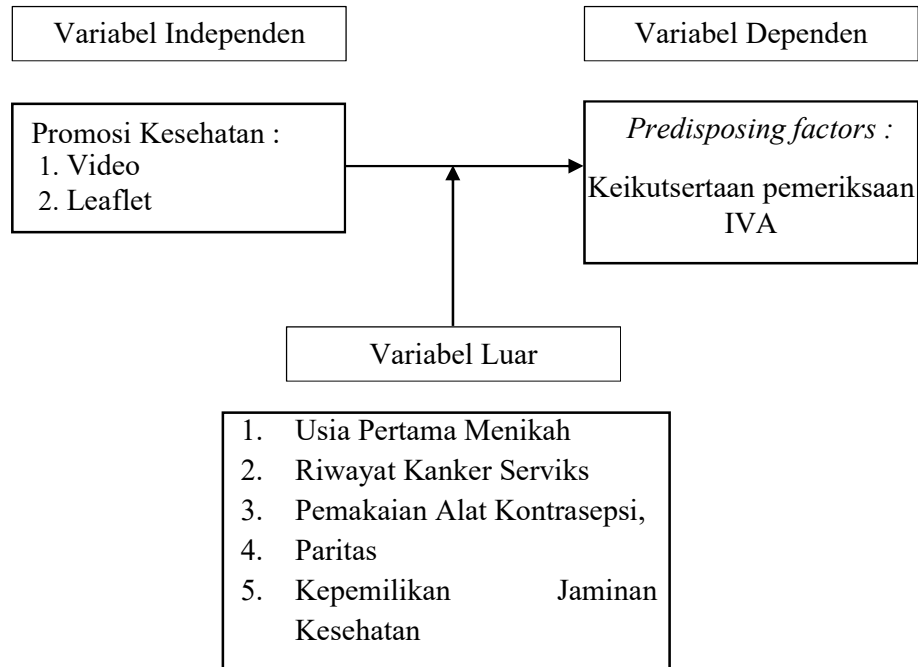 Variabel Independen
Variabel Dependen
Promosi Kesehatan :
1. Video
2. Leaflet
Predisposing factors :
Keikutsertaan pemeriksaan
IVA
Variabel Luar
1. Usia Pertama Menikah
2. Riwayat Kanker Serviks
3. Pemakaian Alat Kontrasepsi,
4. Paritas
5. Kepemilikan Jaminan
Kesehatan